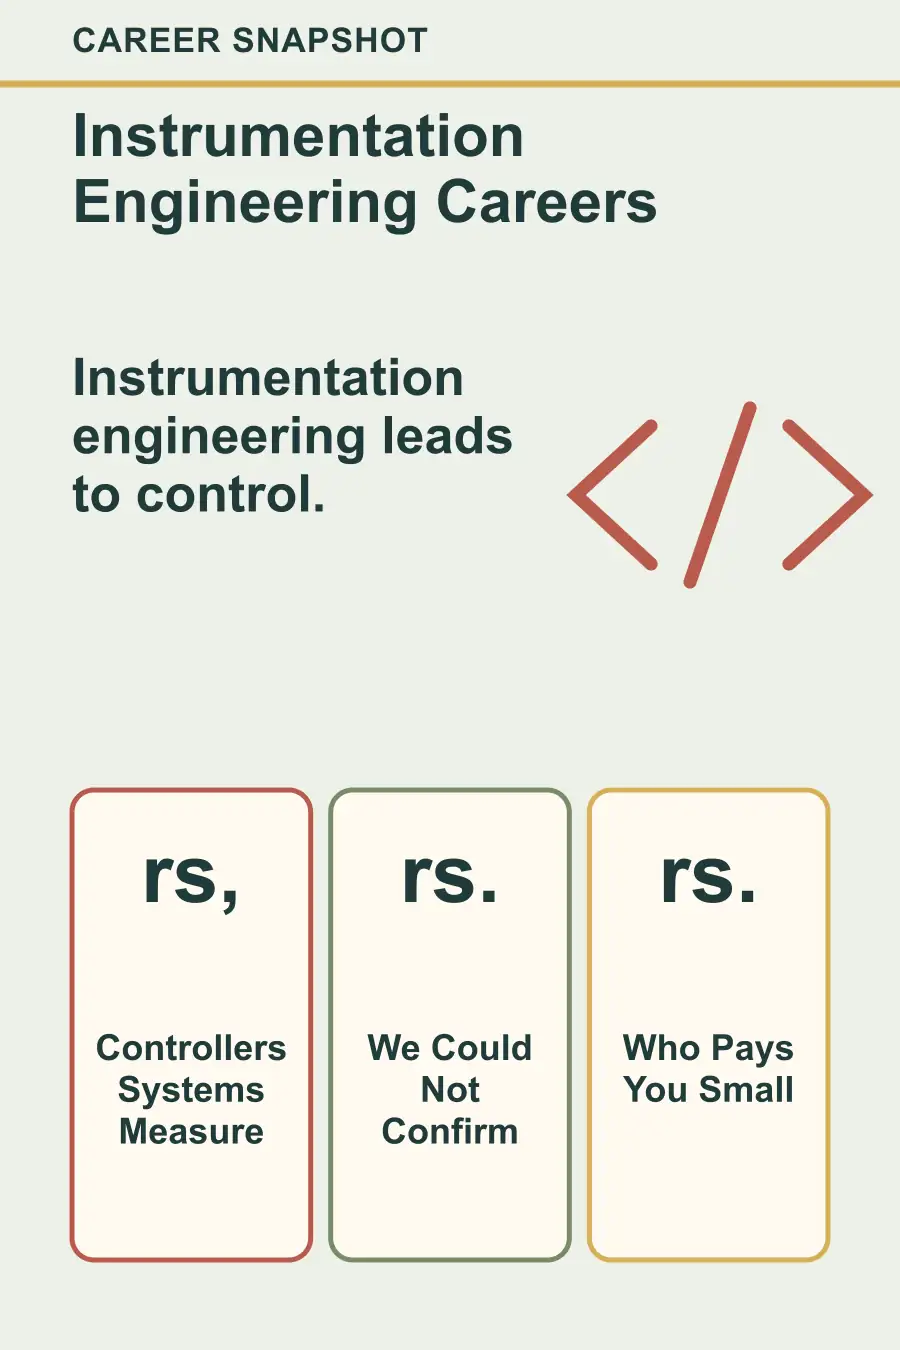 CAREER SNAPSHOT
Instrumentation
Engineering Careers
Instrumentation
engineering leads
to control.
</>
rs,
Controllers
Systems
Measure
rs.
We Could
Not
Confirm
rs.
Who Pays
You Small